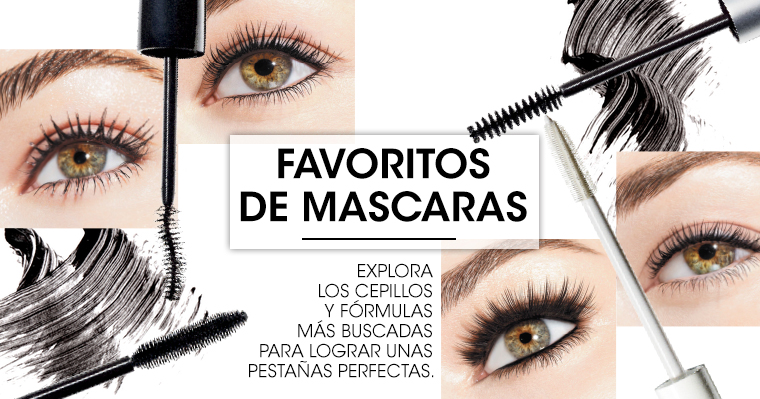 FAVORITOS
DE MASCARAS
EXPLORA
LOS CEPILLOS
Y FÓRMULAS
MÁS BUSCADAS
PARA LOGRAR UNAS
PESTAÑAS PERFECTAS.